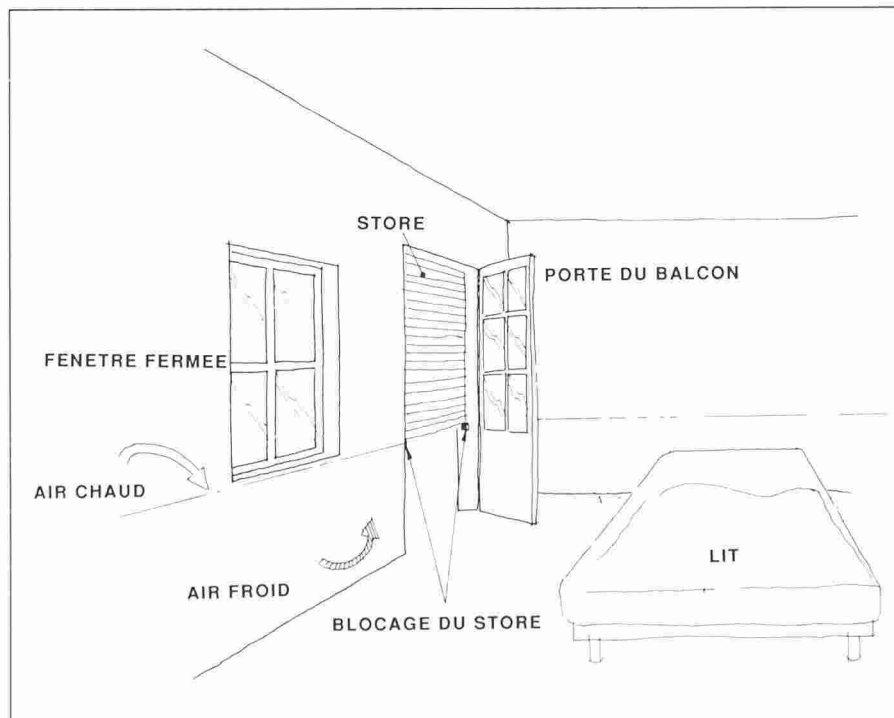 STORE
PORTE DU BALCON
FENETRE FERMEE
AIR CHAUD
LIT
AIR FROID
BLOCAGE DU STORE